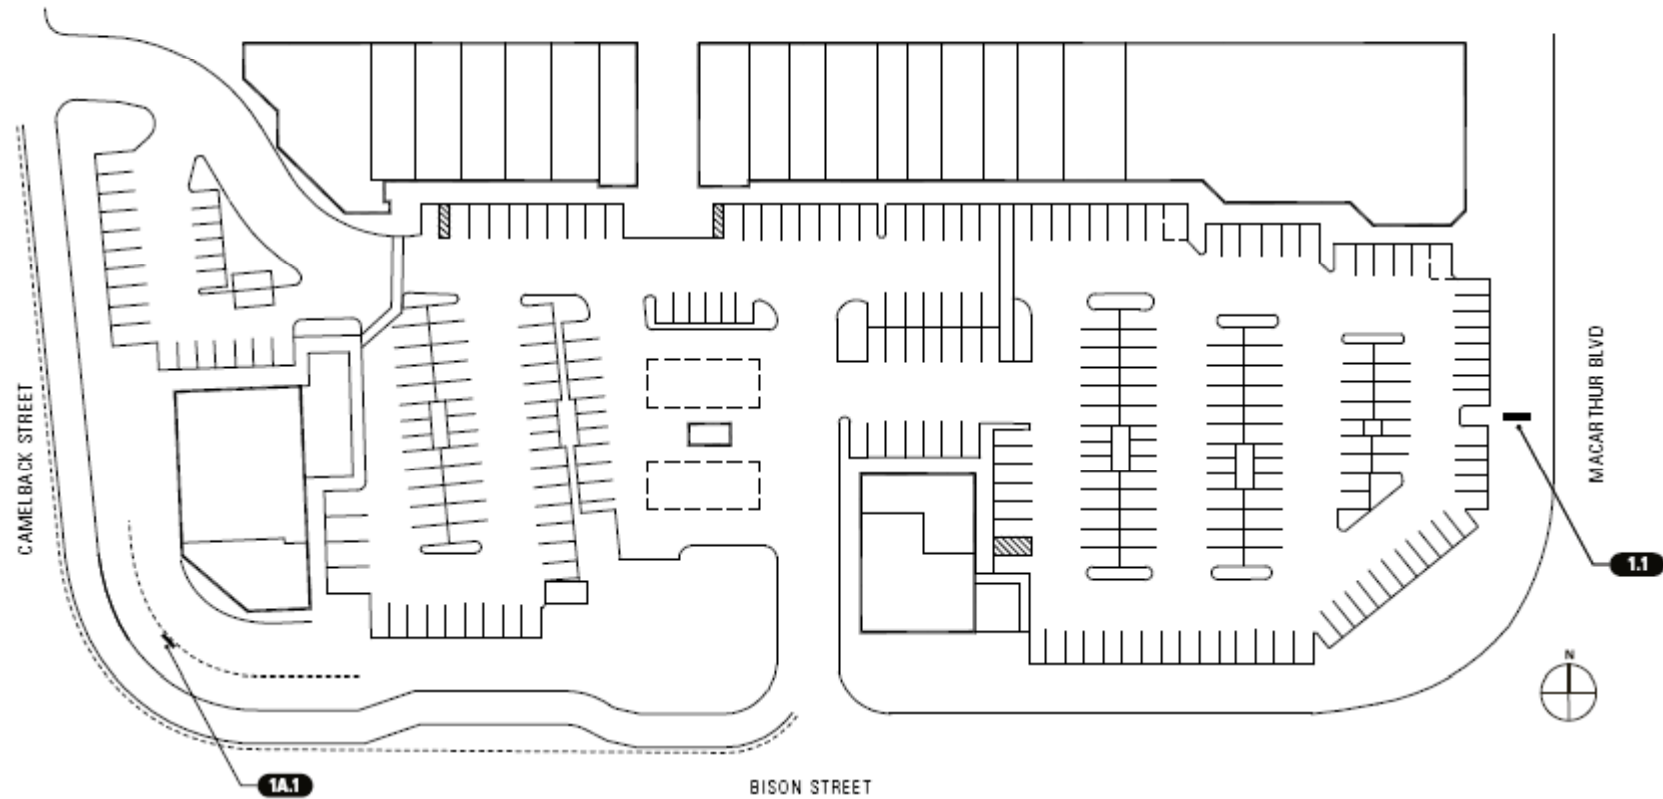 CAMELBACK STREET
MACARTHUR BLVD
1.1
N
1A.1
BISON STREET